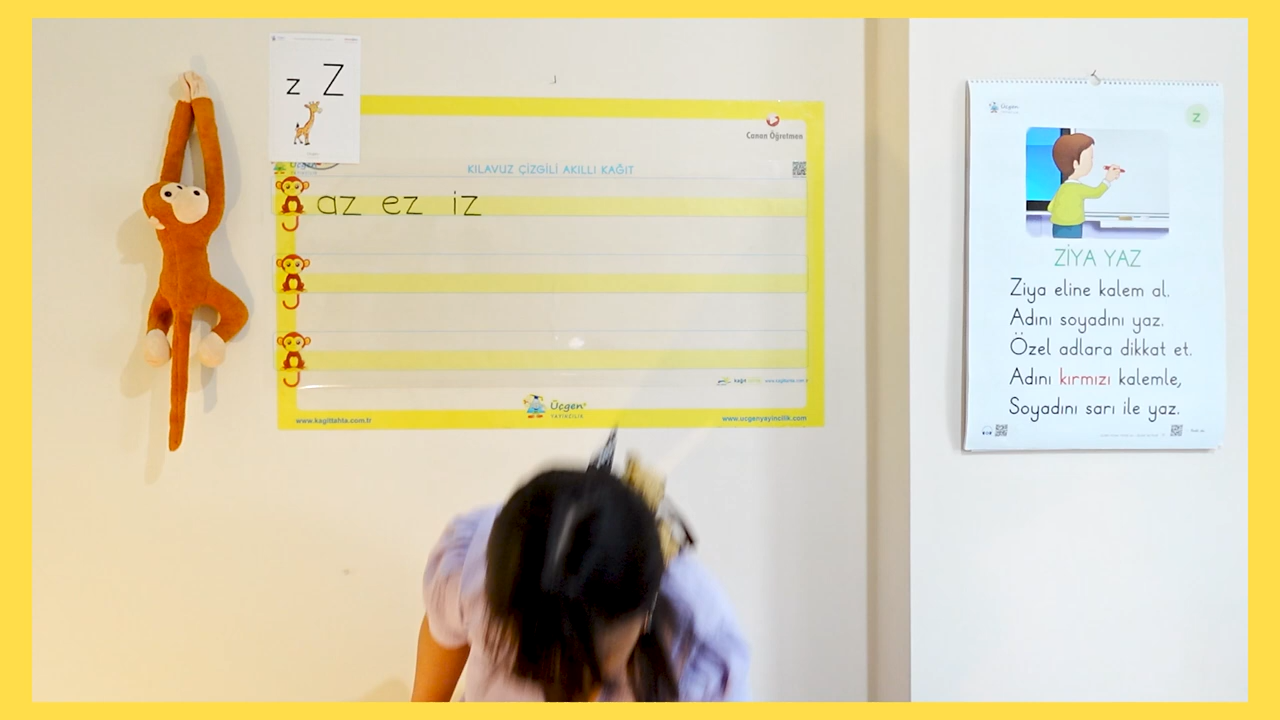 z Z
Canan Öğretmen
Üçgen
KILAVUZ ÇİZGİLİ AKILLI KAĞIT
az ez iz
www.kagittahta.com.tr
Üçgen
YAYINCILIK
www.ucgenyayincilik.com
Üçgen
z
ZİYA YAZ
Ziya eline kalem al.
Adını soyadını yaz.
Özel adlara dikkat et.
Adını kırmızı kalemle,
Soyadını sarı ile yaz.